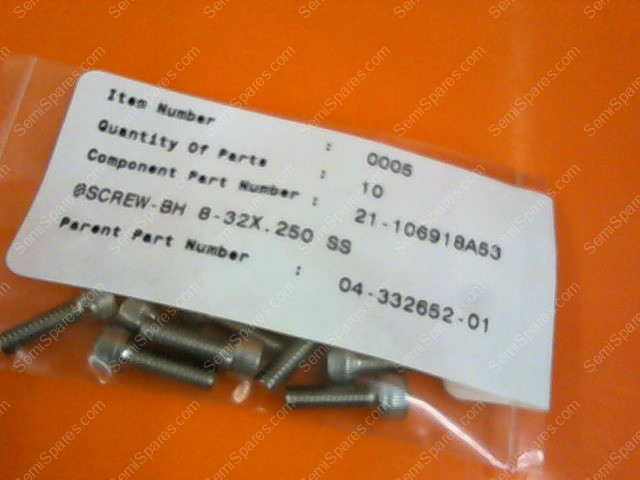 Item Number : 0005
Quantity Of Parts : 10
Component Part Number : 21-106918A53
@SCREW-BH 8-32X.250 SS
Parent Part Number : 04-332652-01
SemiSpares.com